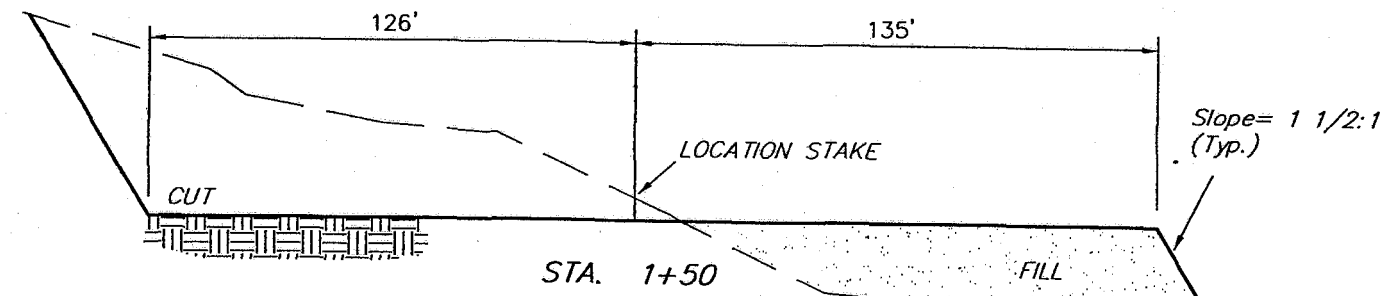 126'
135'
Slope= 1 1/2:1
(Typ.)
LOCATION STAKE
CUT
STA. 1+50
FILL